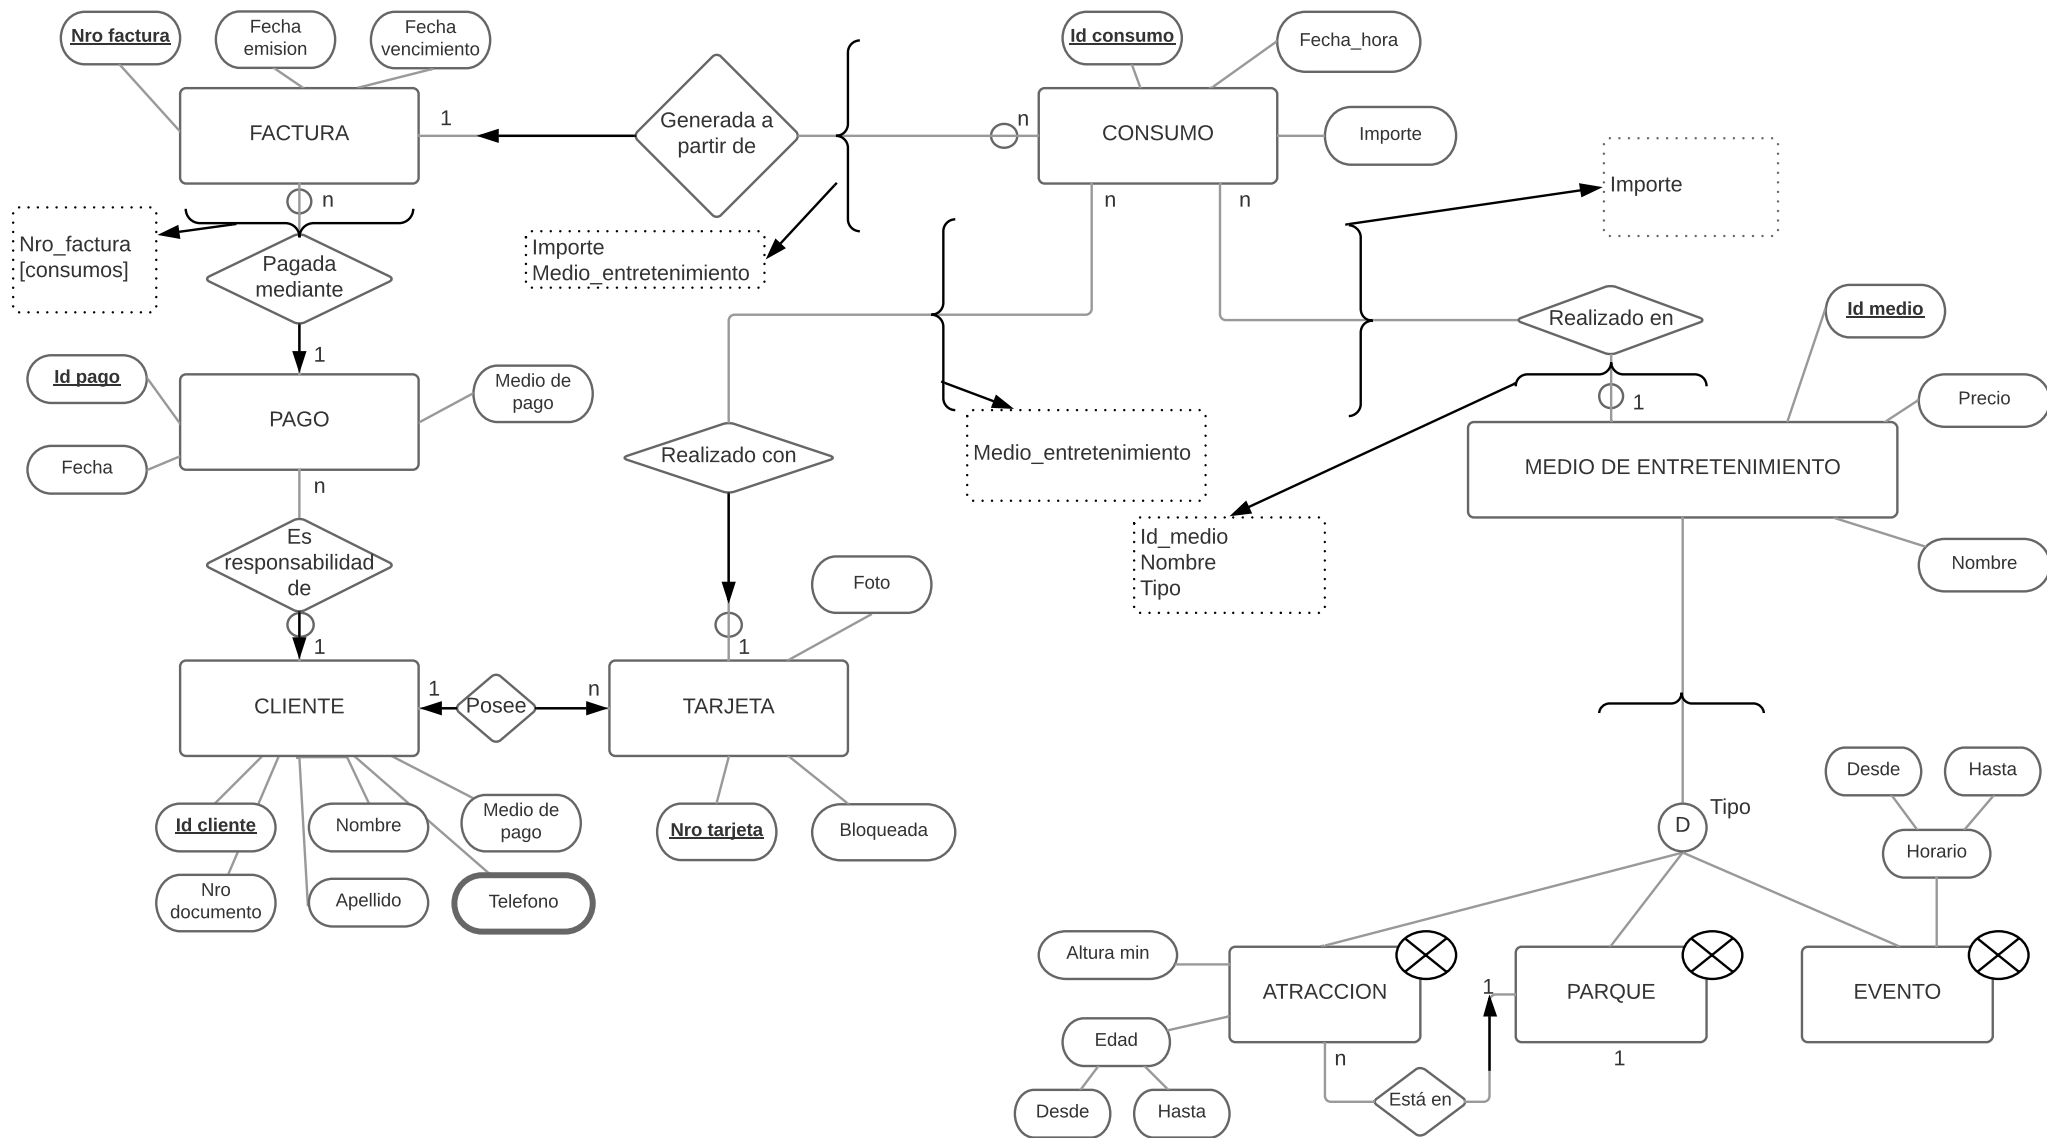 Nro factura
Fecha
emision
Fecha
vencimiento
Id consumo
Fecha_hora
FACTURA
1
Generada a
partir de
n
CONSUMO
Importe
n
n
n
Importe
Nro_factura
[consumos]
Pagada
mediante
Importe
Medio_entretenimiento
Realizado en
Id medio
1
Id pago
PAGO
Medio de
pago
Fecha
1
Precio
Realizado con
Medio_entretenimiento
MEDIO DE ENTRETENIMIENTO
n
Es
responsabilidad
de
Id_medio
Nombre
Tipo
Nombre
Foto
1
1
CLIENTE
1
Posee
n
TARJETA
Desde
Hasta
Tipo
D
Id cliente
Nombre
Medio de
pago
Nro tarjeta
Bloqueada
Horario
Nro
documento
Apellido
Telefono
Altura min
ATRACCION
1
PARQUE
EVENTO
Edad
n
1
Está en
Desde
Hasta